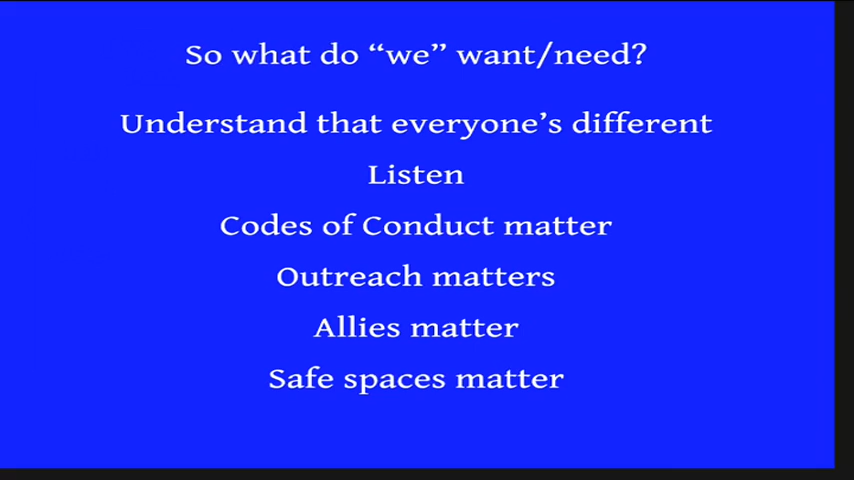 So what do “we” want/need?
Understand that everyone’s different
Listen
Codes of Conduct matter
Outreach matters
Allies matter
Safe spaces matter